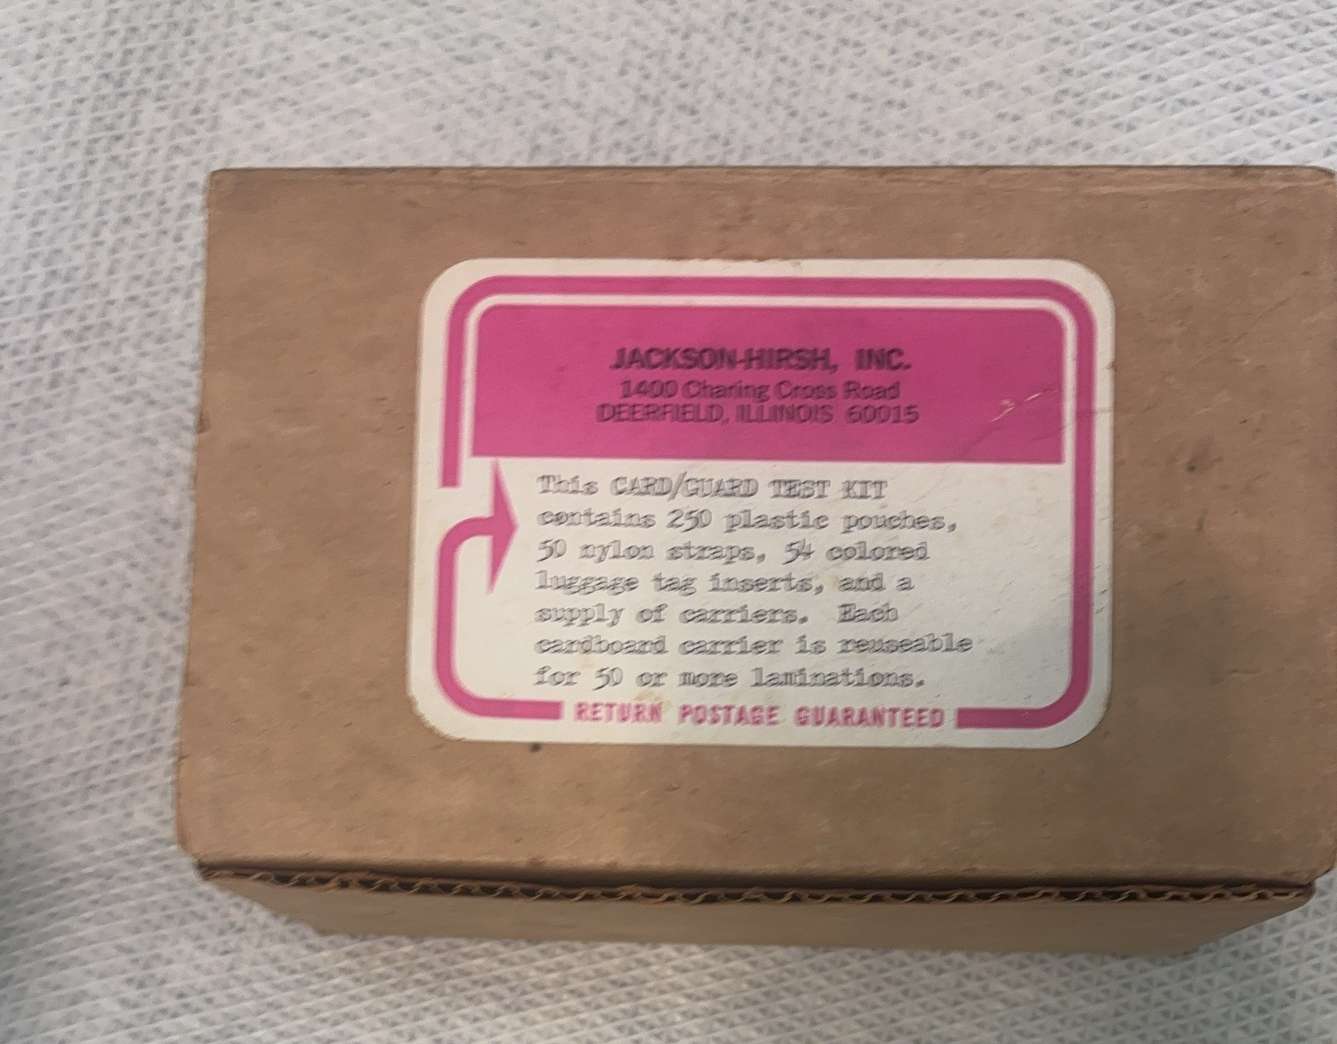 JACKSON-HIRSH, INC.
1400 Charing Cross Road
DEERFIELD, ILLINOIS 60015
This CARD/GUARD TEST KIT
contains 250 plastic pouches,
50 nylon straps, 54 colored
luggage tag inserts, and a
supply of carriers. Each
cardboard carrier is reuseable
for 50 or more laminations.
RETURN POSTAGE GUARANTEED